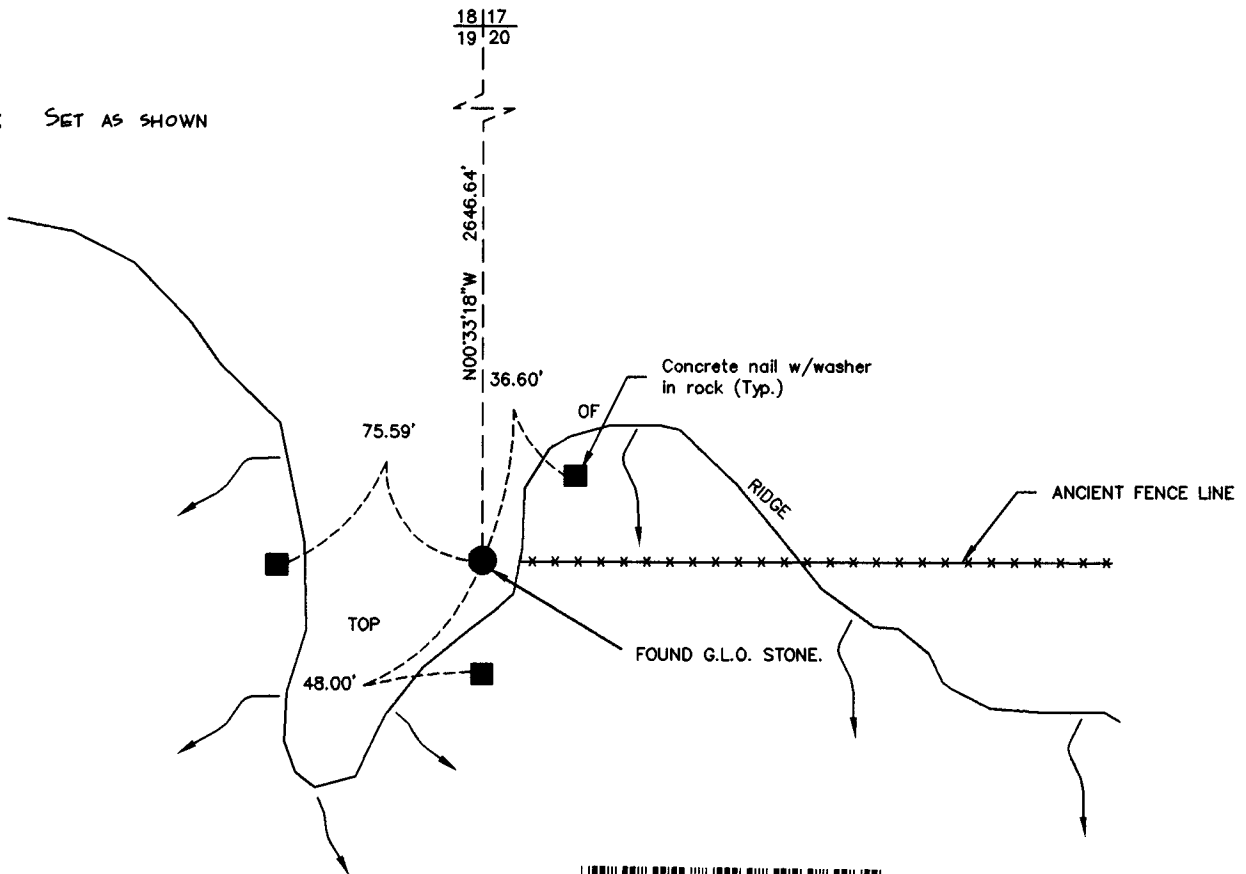 18 17
19 20
: SET AS SHOWN
N00°33'18"W 2646.64'
36.60'
Concrete nail w/washer
in rock (Typ.)
OF
75.59'
RIDGE
ANCIENT FENCE LINE
TOP
FOUND G.L.O. STONE.
48.00'